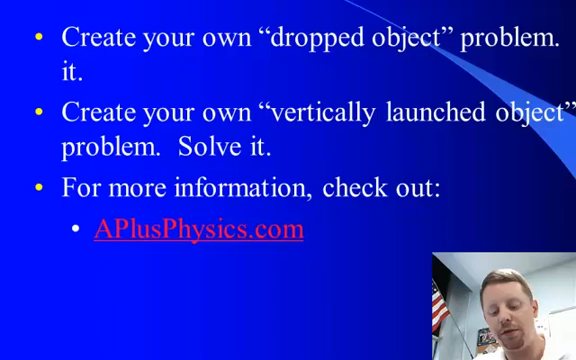 Create your own “dropped object” problem.
it.
Create your own “vertically launched object”
problem. Solve it.
For more information, check out:
APlusPhysics.com